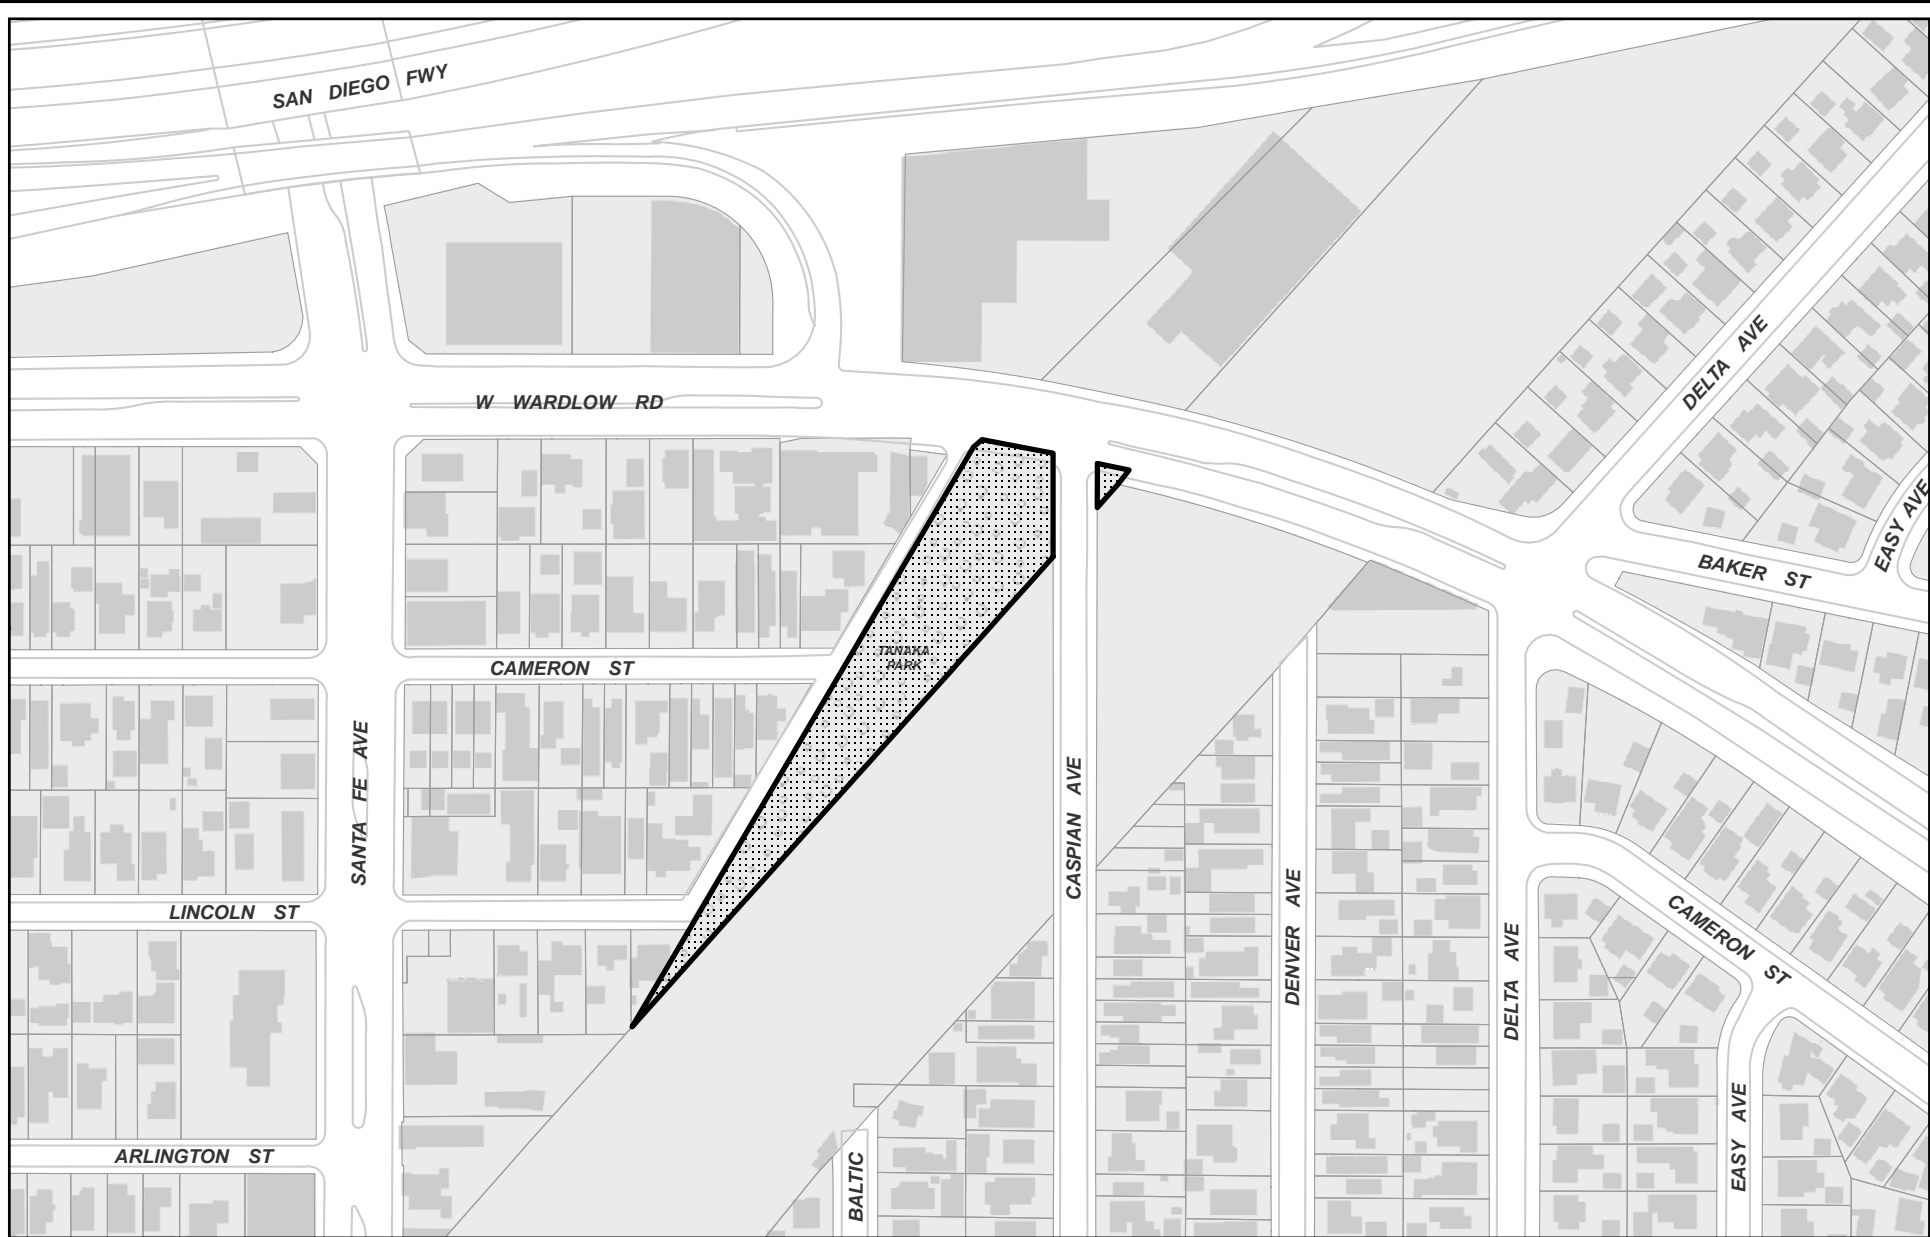 SAN DIEGO FWY
W WARDLOW RD
DELTA AVE
EASY AVE
BAKER ST
TANAKA
PARK
CAMERON ST
SANTA FE AVE
CASPIAN AVE
LINCOLN ST
DENVER AVE
DELTA AVE
CAMERON ST
ARLINGTON ST
BALTIC
EASY AVE